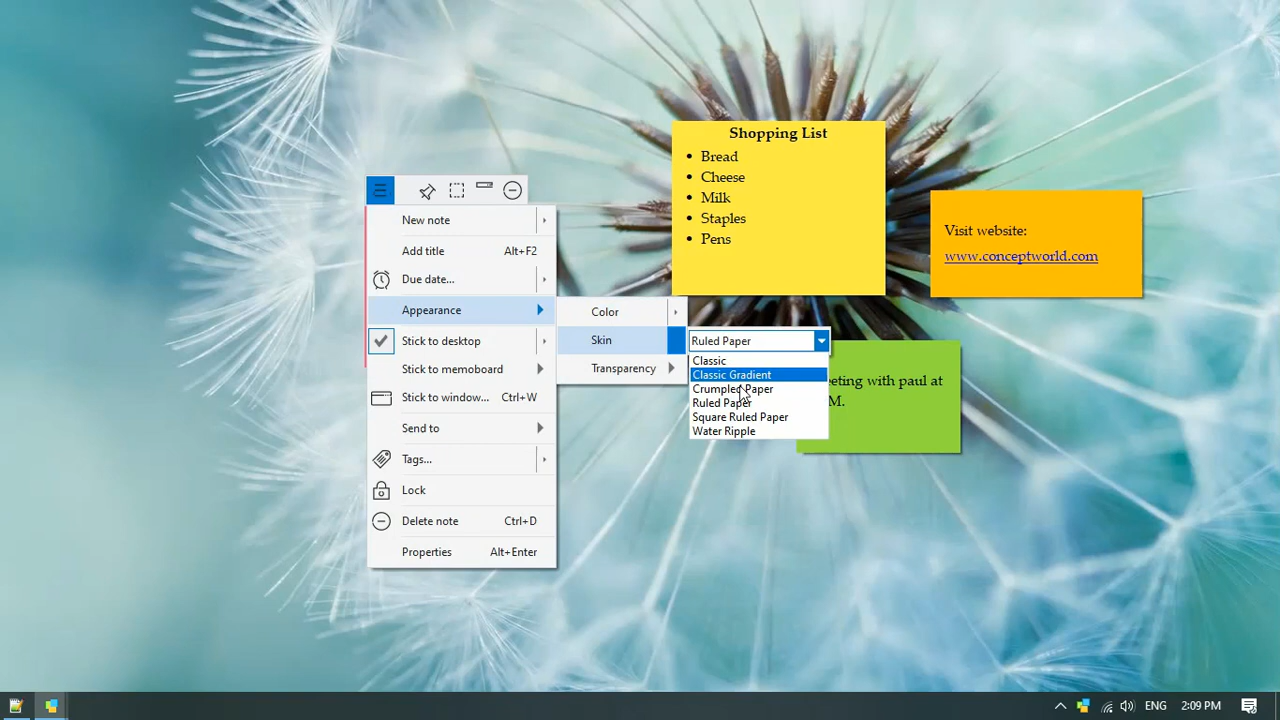 Shopping List
• Bread
• Cheese
• Milk
• Staples
• Pens
Visit website:
www.conceptworld.com
New note
Add title Alt+F2
Due date...
Appearance
Stick to desktop
Stick to memoboard
Stick to window... Ctrl+W
Send to
Tags...
Lock
Delete note Ctrl+D
Properties Alt+Enter
Color
Skin
Transparency
Ruled Paper
Classic
Classic Gradient
Crumpled Paper
Ruled Paper
Square Ruled Paper
Water Ripple
paul at
M.
ENG 2:09 PM